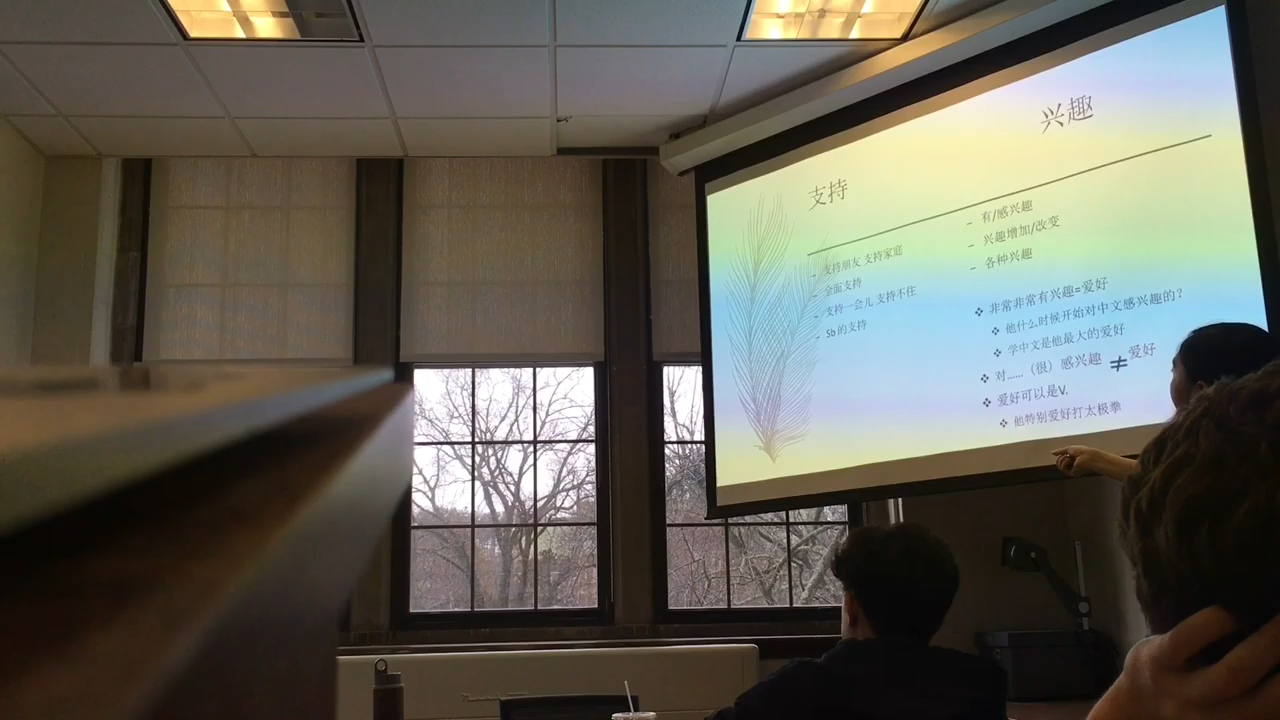 支持
兴趣
支持朋友 支持家庭
全面支持
支持一会儿 支持不住
Sb 的支持
– 有/感兴趣
– 兴趣增加/改变
– 各种兴趣
❖ 非常非常有兴趣=爱好
❖ 他什么时候开始对中文感兴趣的？
❖ 学中文是他最大的爱好
❖ 对……（很）感兴趣 ≠ 爱好
❖ 爱好可以是V.
❖ 他特别爱好打太极拳